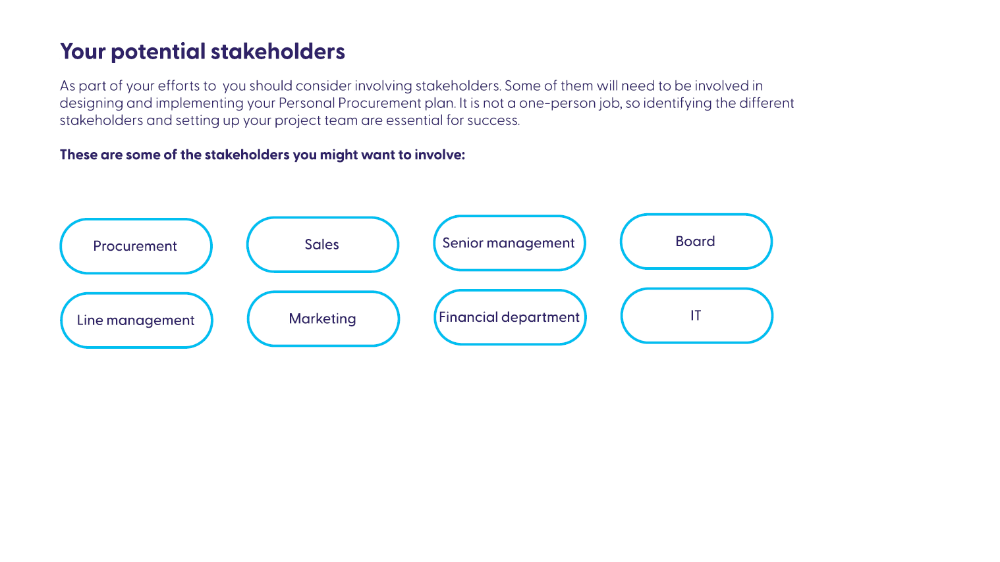 Your potential stakeholders
As part of your efforts to  you should consider involving stakeholders. Some of them will need to be involved in
designing and implementing your Personal Procurement plan. It is not a one-person job, so identifying the different
stakeholders and setting up your project team are essential for success.
These are some of the stakeholders you might want to involve:
Procurement
Sales
Senior management
Board
Line management
Marketing
Financial department
IT